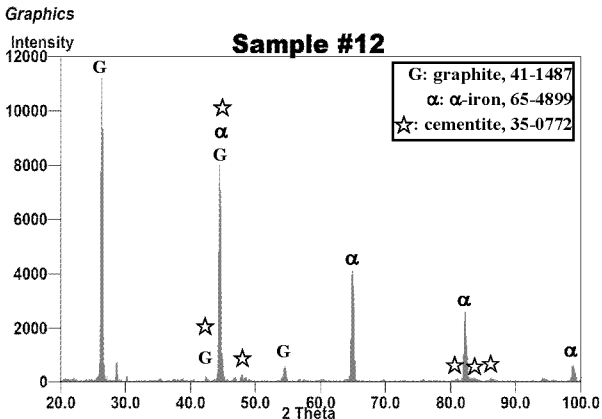 Graphics
Intensity
Sample #12
12000
G: graphite, 41-1487
α: α-iron, 65-4899
☆: cementite, 35-0772
10000
8000
6000
4000
2000
0
G
☆
α
G
☆
G
☆
G
α
α
☆ ☆ ☆
α
20.0 30.0 40.0 50.0 60.0 70.0 80.0 90.0 100.0
2 Theta